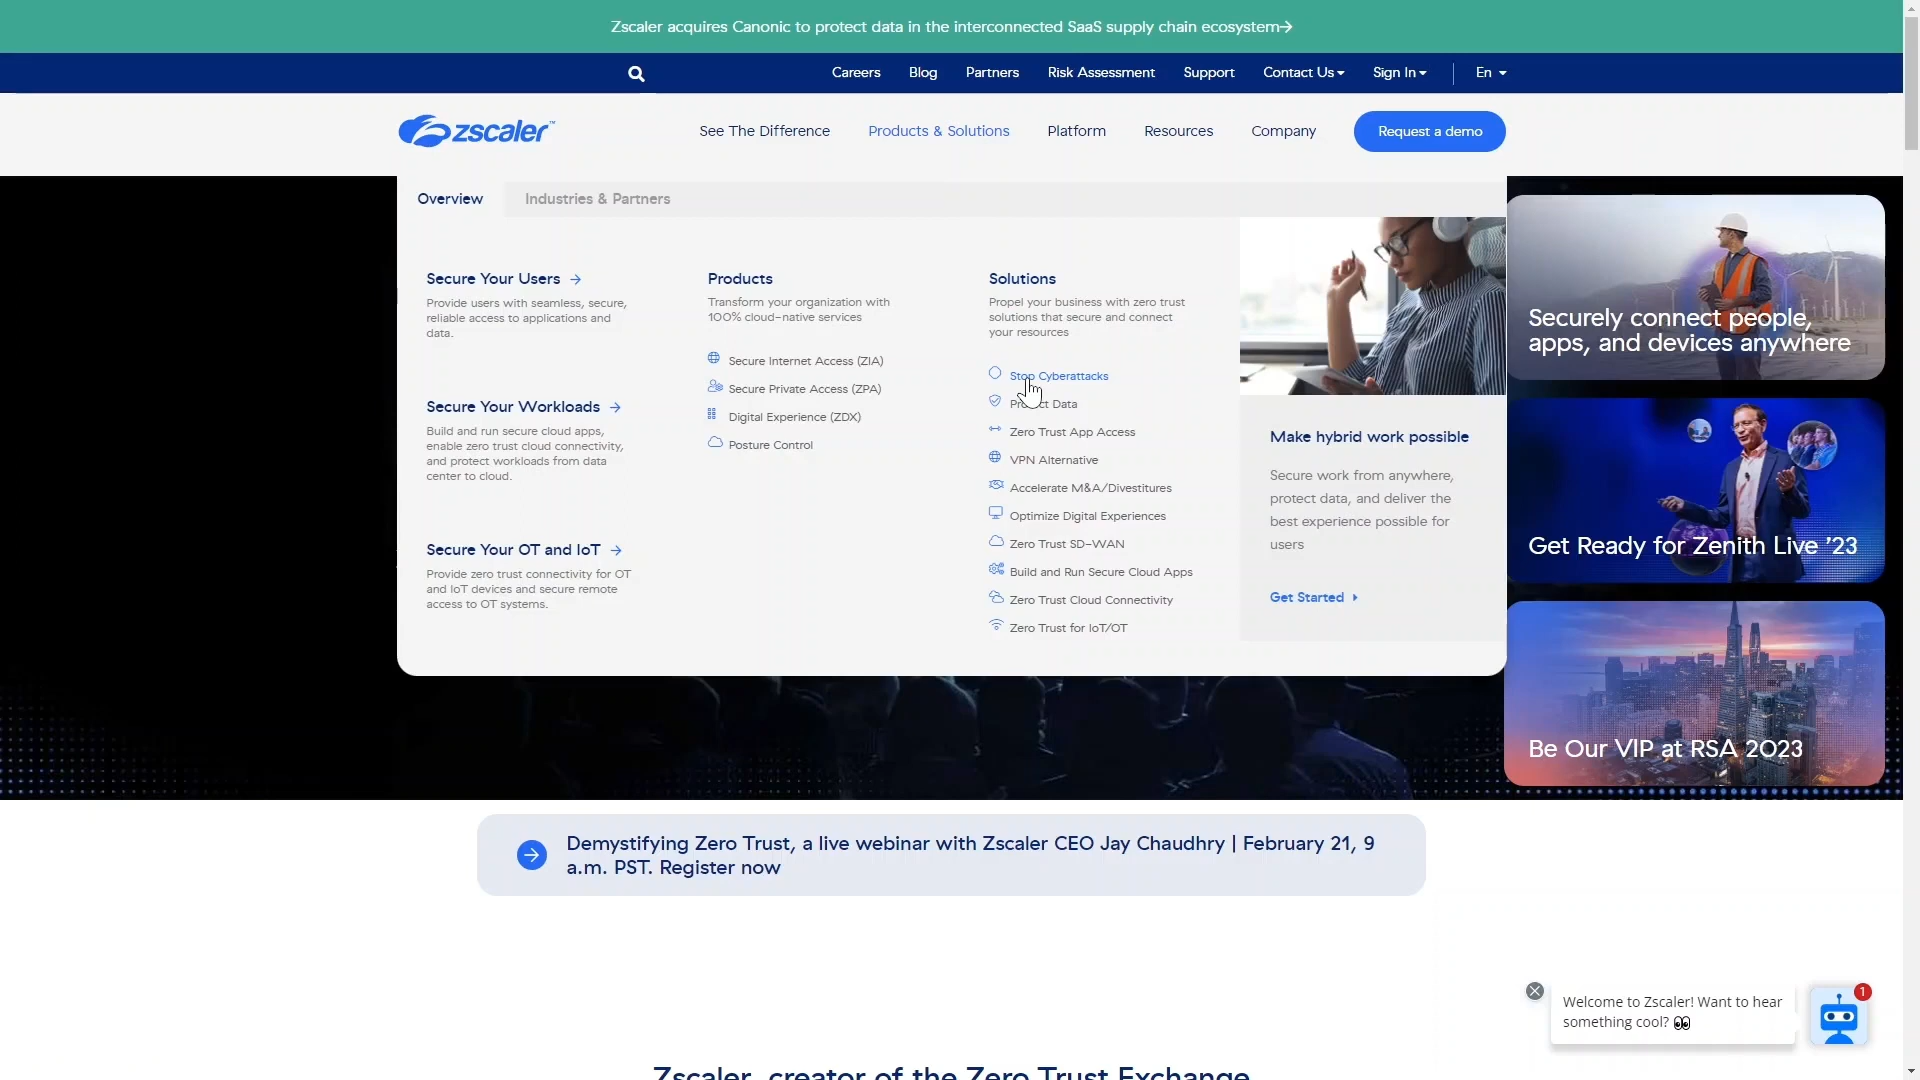 Zscaler acquires Canonic to protect data in the interconnected SaaS supply chain ecosystem→
Careers Blog Partners Risk Assessment Support Contact Us Sign In En
zscaler™
See The Difference Products & Solutions Platform Resources Company Request a demo
Overview Industries & Partners
Secure Your Users →
Provide users with seamless, secure,
reliable access to applications and
data.
Secure Your Workloads →
Build and run secure cloud apps,
enable zero trust cloud connectivity,
and protect workloads from data
center to cloud.
Secure Your OT and IoT →
Provide zero trust connectivity for OT
and IoT devices and secure remote
access to OT systems.
Products
Transform your organization with
100% cloud-native services
Secure Internet Access (ZIA)
Secure Private Access (ZPA)
Digital Experience (ZDX)
Posture Control
Solutions
Propel your business with zero trust
solutions that secure and connect
your resources
Stop Cyberattacks
Protect Data
Zero Trust App Access
VPN Alternative
Accelerate M&A/Divestitures
Optimize Digital Experiences
Zero Trust SD-WAN
Build and Run Secure Cloud Apps
Zero Trust Cloud Connectivity
Zero Trust for IoT/OT
Make hybrid work possible
Secure work from anywhere,
protect data, and deliver the
best experience possible for
users
Get Started
Securely connect people,
apps, and devices anywhere
Get Ready for Zenith Live ’23
Be Our VIP at RSA 2023
Demystifying Zero Trust, a live webinar with Zscaler CEO Jay Chaudhry | February 21, 9
a.m. PST. Register now
Welcome to Zscaler! Want to hear
something cool? 👀
1
Zscaler, creator of the Zero Trust Exchange